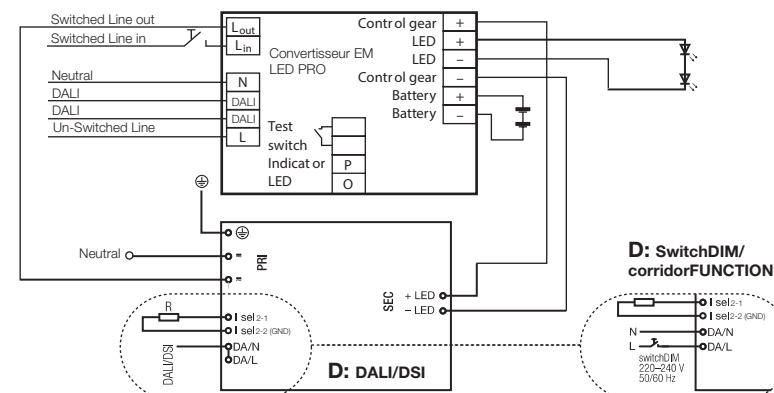 Switched Line out
Switched Line in
Neutral
DALI
DALI
Un-Switched Line
Lout
Lin
N
DALI
DALI
L
Convertisseur EM
LED PRO
Test
switch
Indicat or
LED
P
O
Control gear +
LED +
LED –
Control gear –
Battery +
Battery –
Neutral
PRI
=
=
SEC
+ LED
– LED
R
I sel 2-1
I sel 2-2 (GND)
DALI/DSI
DA/N
DA/L
D: DALI/DSI
D: SwitchDIM/
corridorFUNCTION
I sel 2-1
I sel 2-2 (GND)
N
DA/N
L
DA/L
switchDIM
220–240 V
50/60 Hz